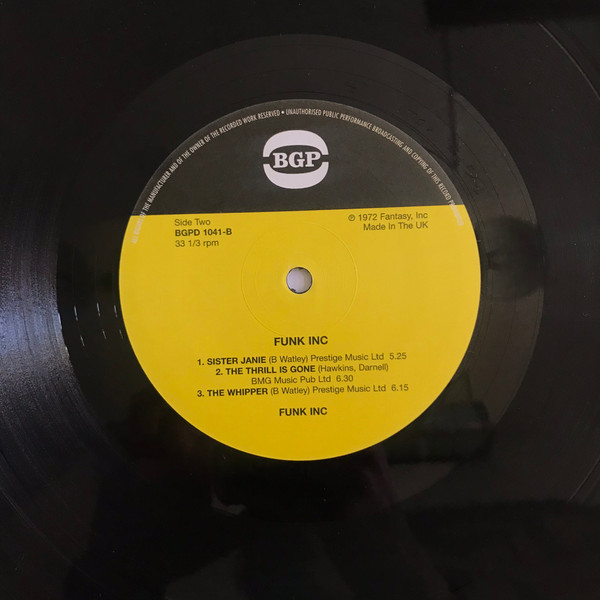 OF THE MANUFACTURER AND OF THE OWNER OF THE RECORDED WORK RESERVED • UNAUTHORISED PUBLIC PERFORMANCE BROADCASTING AND COPYING OF THIS RECORD
BGP
Side Two
BGPD 1041-B
33 1/3 rpm
℗ 1972 Fantasy, Inc
Made In The UK
FUNK INC
1. SISTER JANIE (B Watley) Prestige Music Ltd 5.25
2. THE THRILL IS GONE (Hawkins, Darnell)
BMG Music Pub Ltd 6.30
3. THE WHIPPER (B Watley) Prestige Music Ltd 6.15
FUNK INC